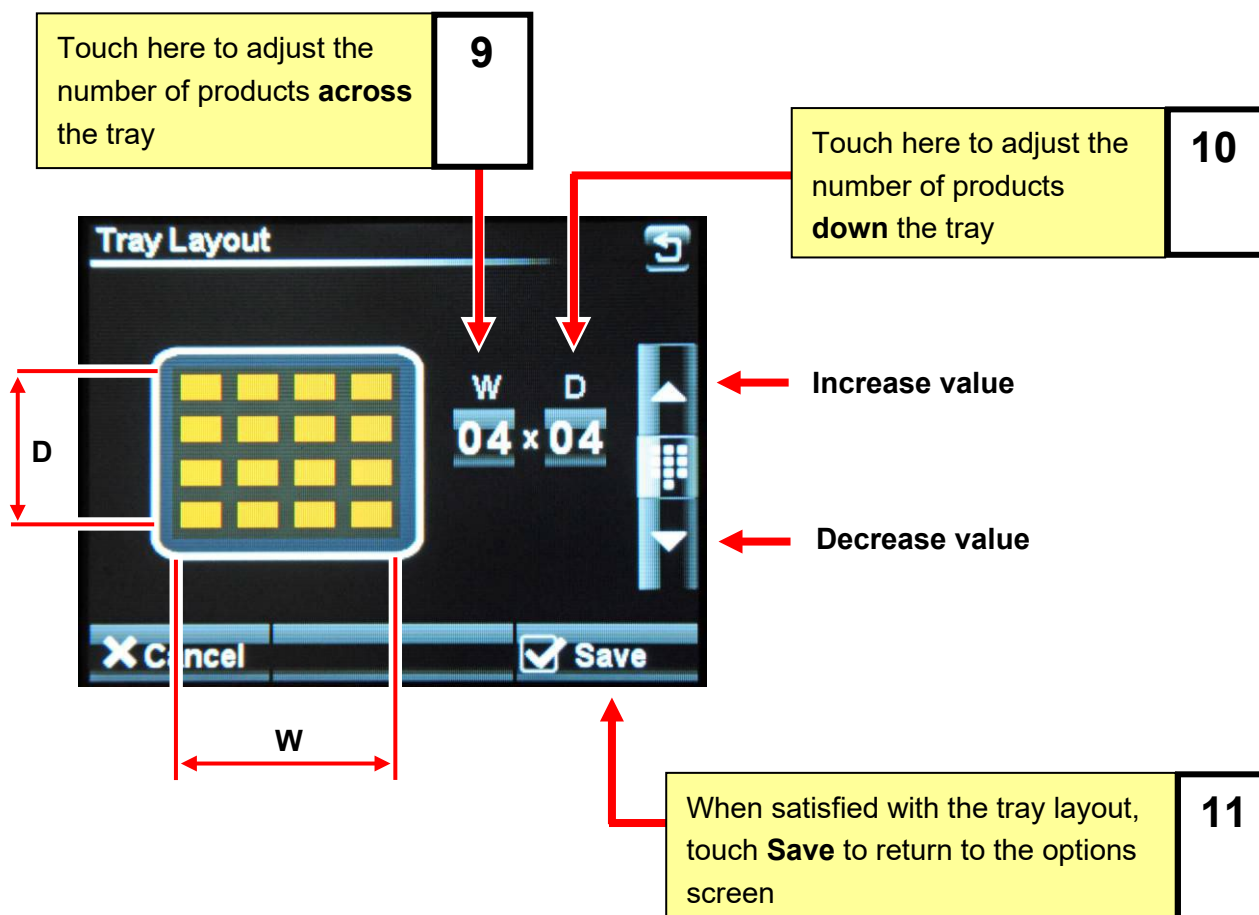 Touch here to adjust the
number of products across
the tray
9
Touch here to adjust the
number of products
down the tray
10
Tray Layout
W D
04 x 04
Increase value
D
Decrease value
Cancel
Save
W
When satisfied with the tray layout,
touch Save to return to the options
screen
11